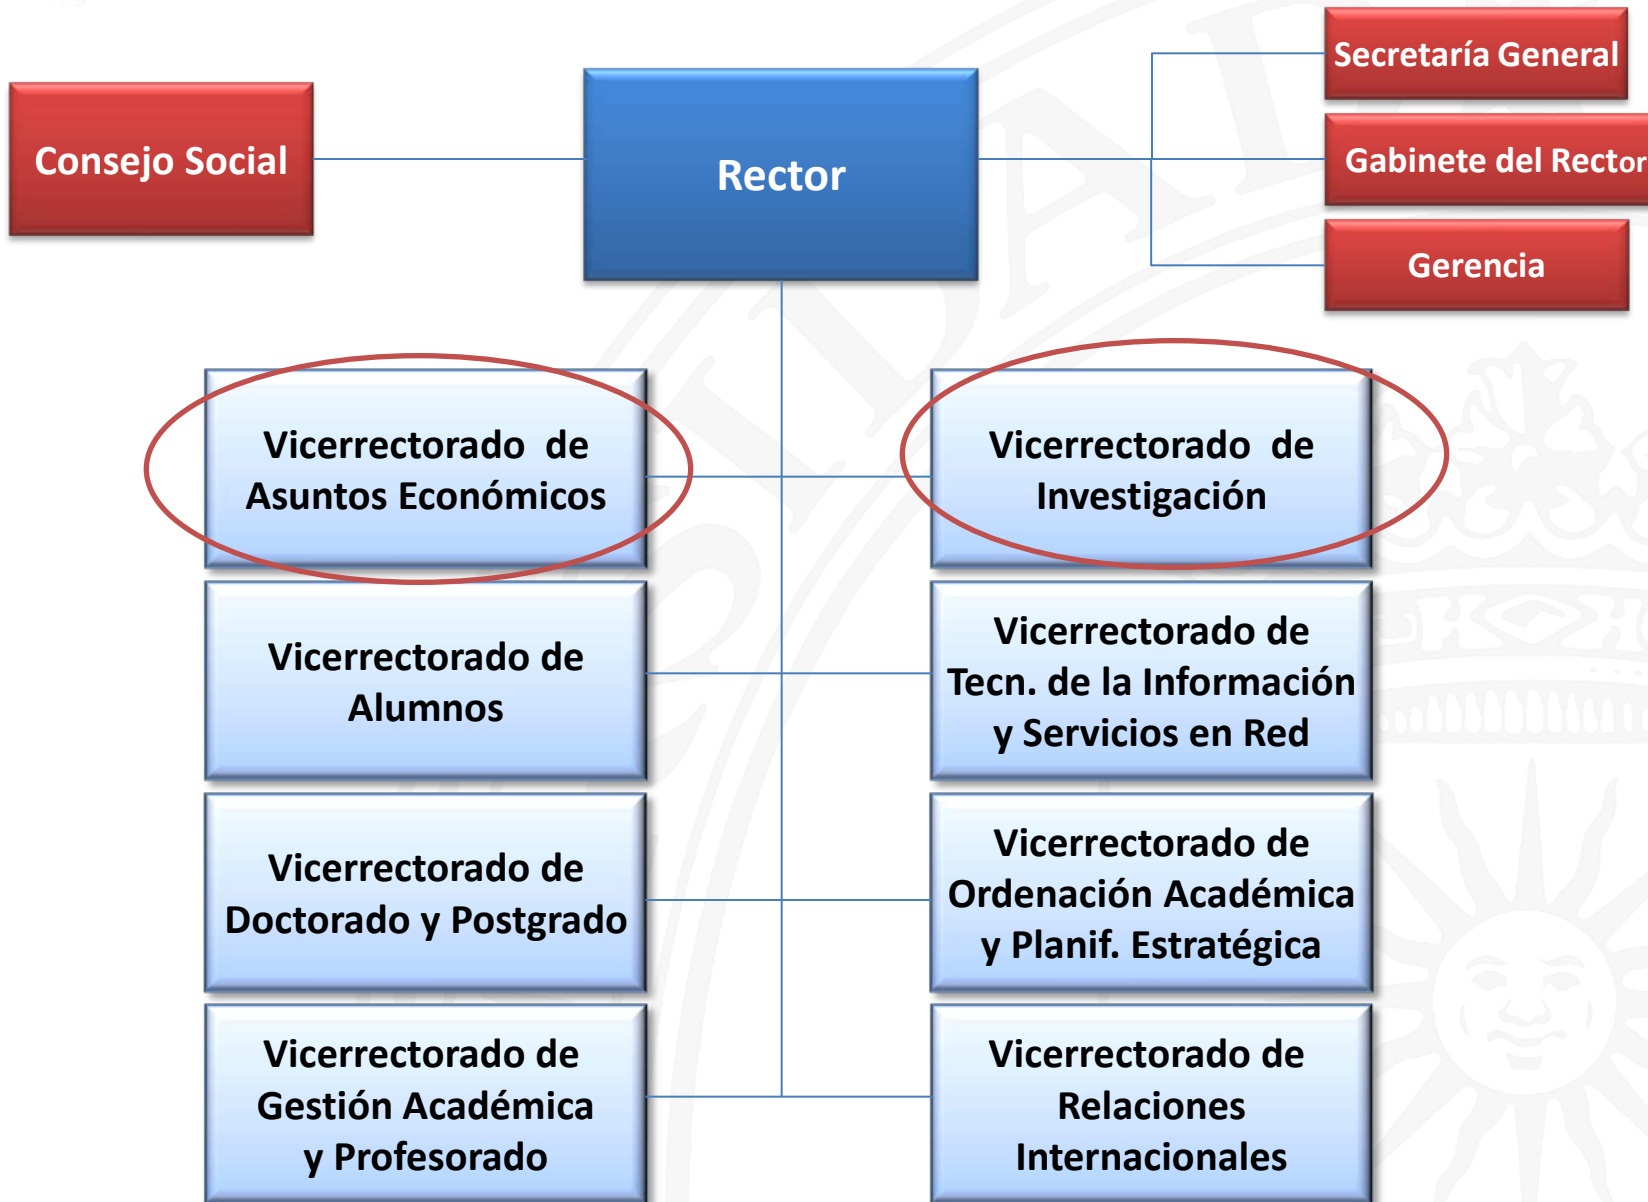 Secretaría General
Consejo Social
Rector
Gabinete del Rector
Gerencia
Vicerrectorado de
Asuntos Económicos
Vicerrectorado de
Investigación
Vicerrectorado de
Alumnos
Vicerrectorado de
Tecn. de la Información
y Servicios en Red
Vicerrectorado de
Doctorado y Postgrado
Vicerrectorado de
Ordenación Académica
y Planif. Estratégica
Vicerrectorado de
Gestión Académica
y Profesorado
Vicerrectorado de
Relaciones
Internacionales